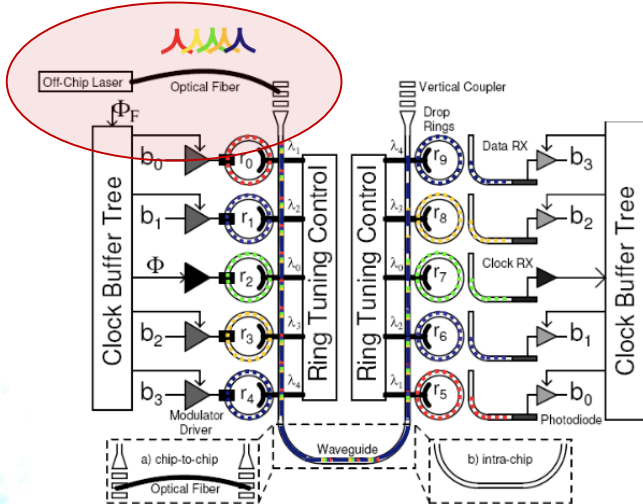 Off-Chip Laser
Optical Fiber
Vertical Coupler
Φ_F
Drop
Rings
Data RX
b₀
r₀
λ₁
λ₄
r₉
b₃
b₁
r₁
λ₂
λ₃
r₈
b₂
Φ
r₂
λ₀
λ₀
r₇
Clock RX
b₂
r₃
λ₃
λ₂
r₆
b₁
b₃
r₄
λ₄
λ₁
r₅
b₀
Clock Buffer Tree
Ring Tuning Control
Ring Tuning Control
Clock Buffer Tree
Modulator
Driver
Photodiode
Waveguide
a) chip-to-chip
Optical Fiber
b) intra-chip